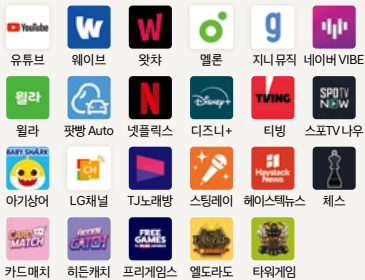 YouTube
유튜브
W
웨이브
W
왓챠
멜론
g
지니뮤직
네이버 VIBE
윌라
윌라
팟빵 Auto
N
넷플릭스
Disney+
디즈니+
TVING
티빙
SPOTV NOW
스포TV 나우
BABY SHARK
아기상어
CH
LG채널
TJ노래방
스팅레이
Haystack News
헤이스텍뉴스
체스
CARD MATCH
카드매치
HIDDEN CATCH
히든캐치
FREE GAMES
프리게임스
엘도라도
타워게임